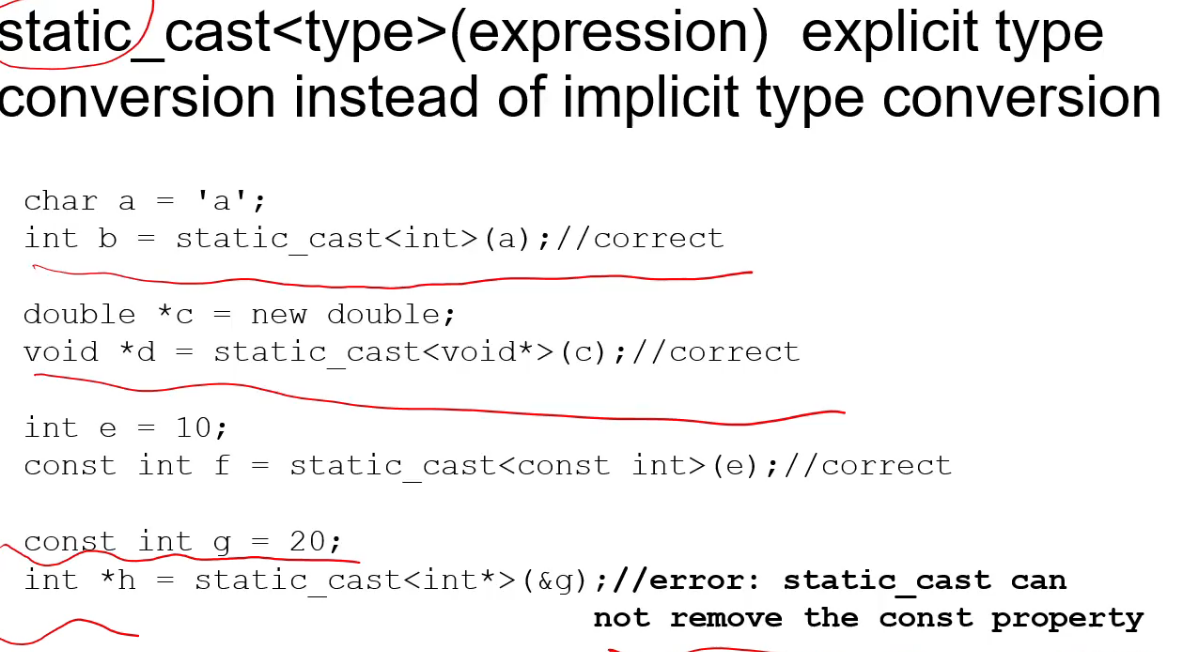 static_cast<type>(expression) explicit type
conversion instead of implicit type conversion
char a = 'a';
int b = static_cast<int>(a);//correct
double *c = new double;
void *d = static_cast<void*>(c);//correct
int e = 10;
const int f = static_cast<const int>(e);//correct
const int g = 20;
int *h = static_cast<int*>(&g);//error: static_cast can
not remove the const property